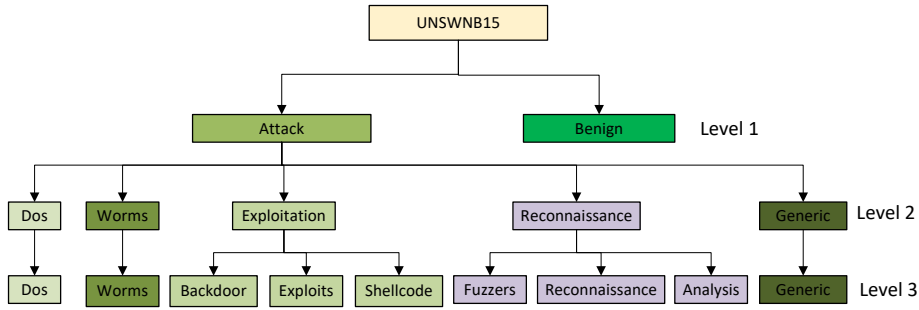 UNSWNB15
Attack
Benign
Level 1
Dos
Worms
Exploitation
Reconnaissance
Generic
Level 2
Dos
Worms
Backdoor
Exploits
Shellcode
Fuzzers
Reconnaissance
Analysis
Generic
Level 3